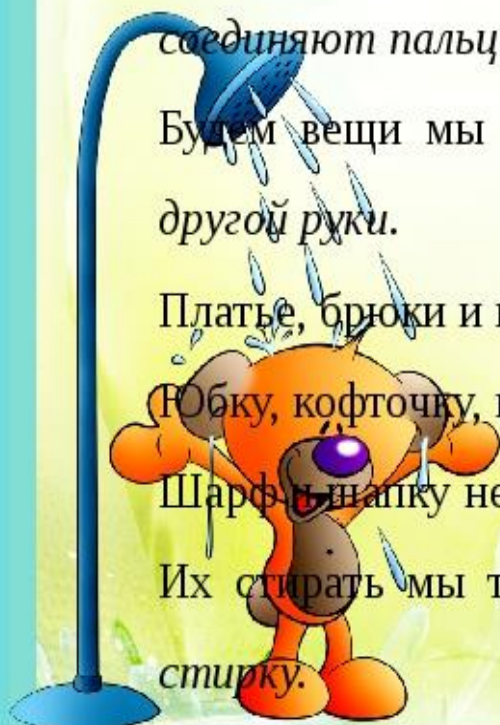 соединяют пальц
Будем вещи мы
другой руки.
Платье, брюки и
Юбку, кофточку,
Шарф и шапку не
Их стирать мы т
стирку.